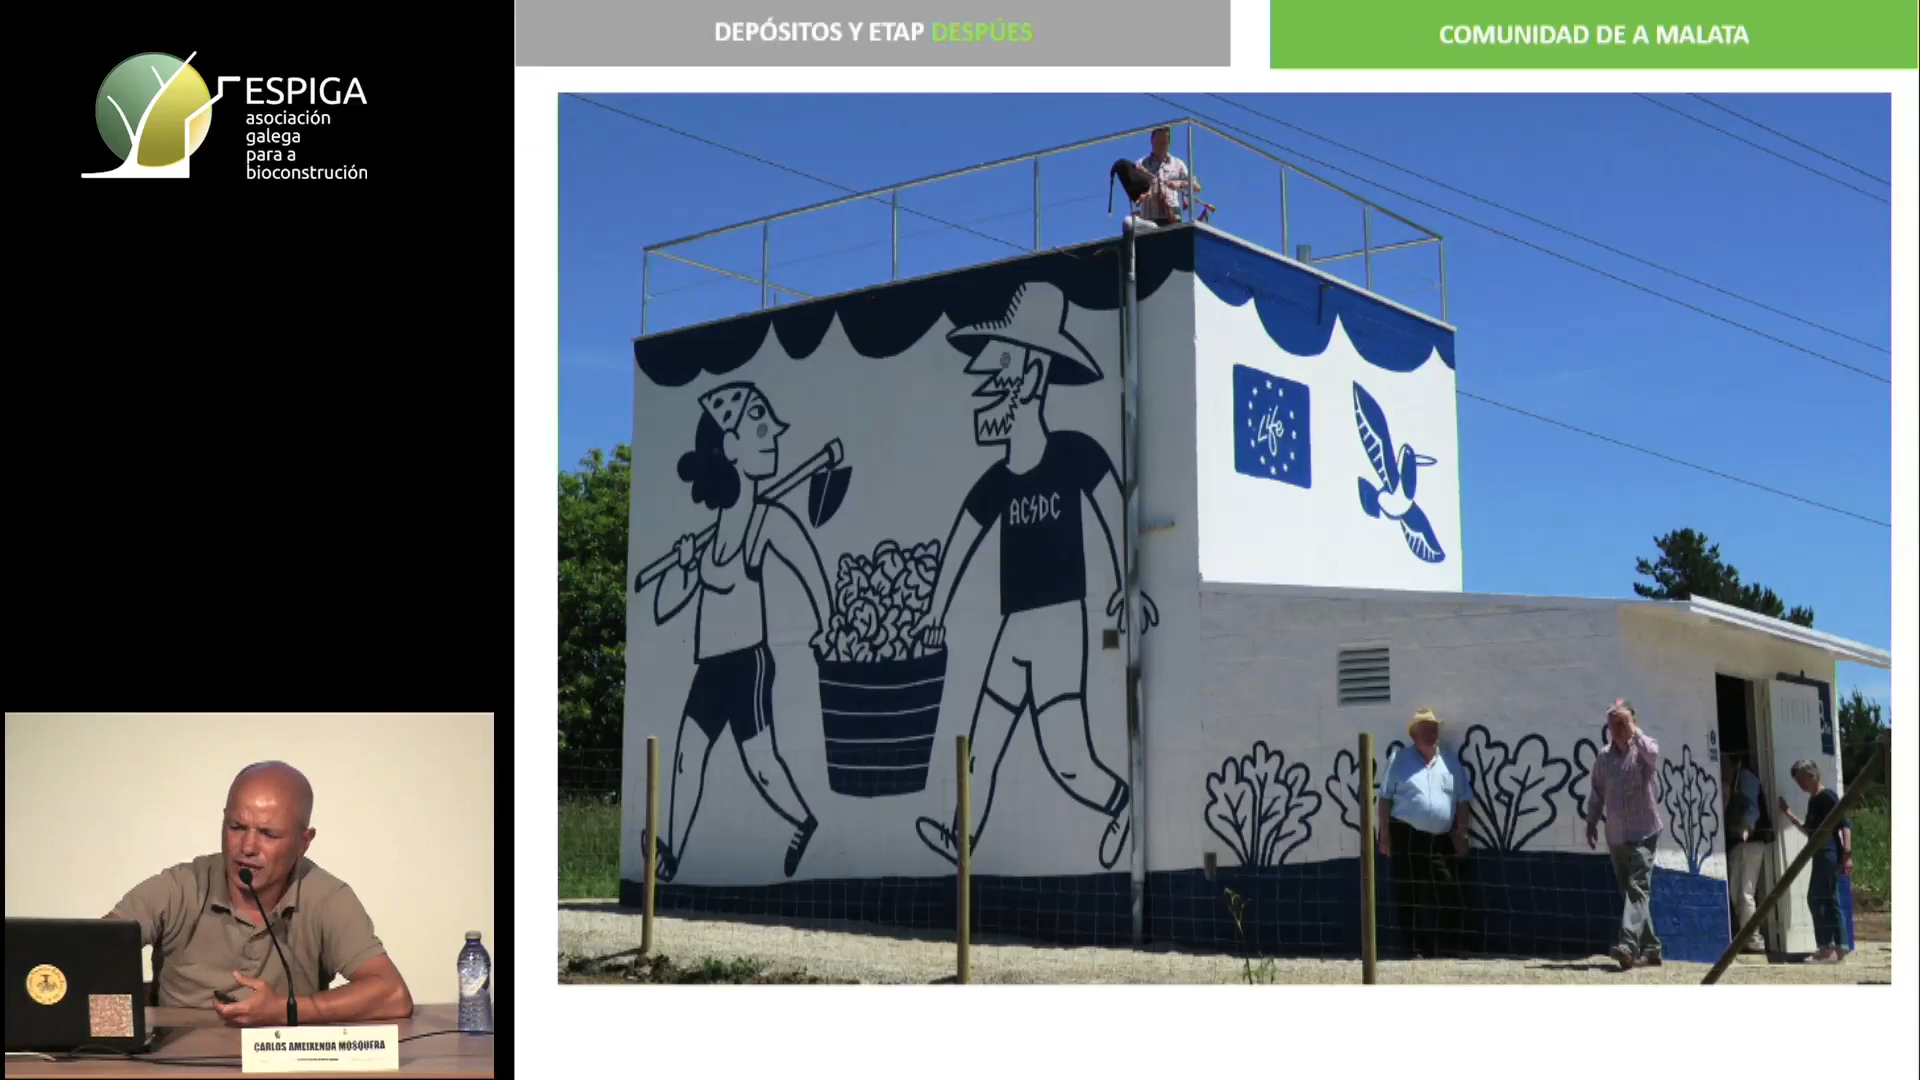 ESPIGA
asociación
galega
para a
bioconstrución
DEPÓSITOS Y ETAP DESPÚES
COMUNIDAD DE A MALATA
Life
AC⚡DC
CARLOS AMEIXENDA MOSQUERA